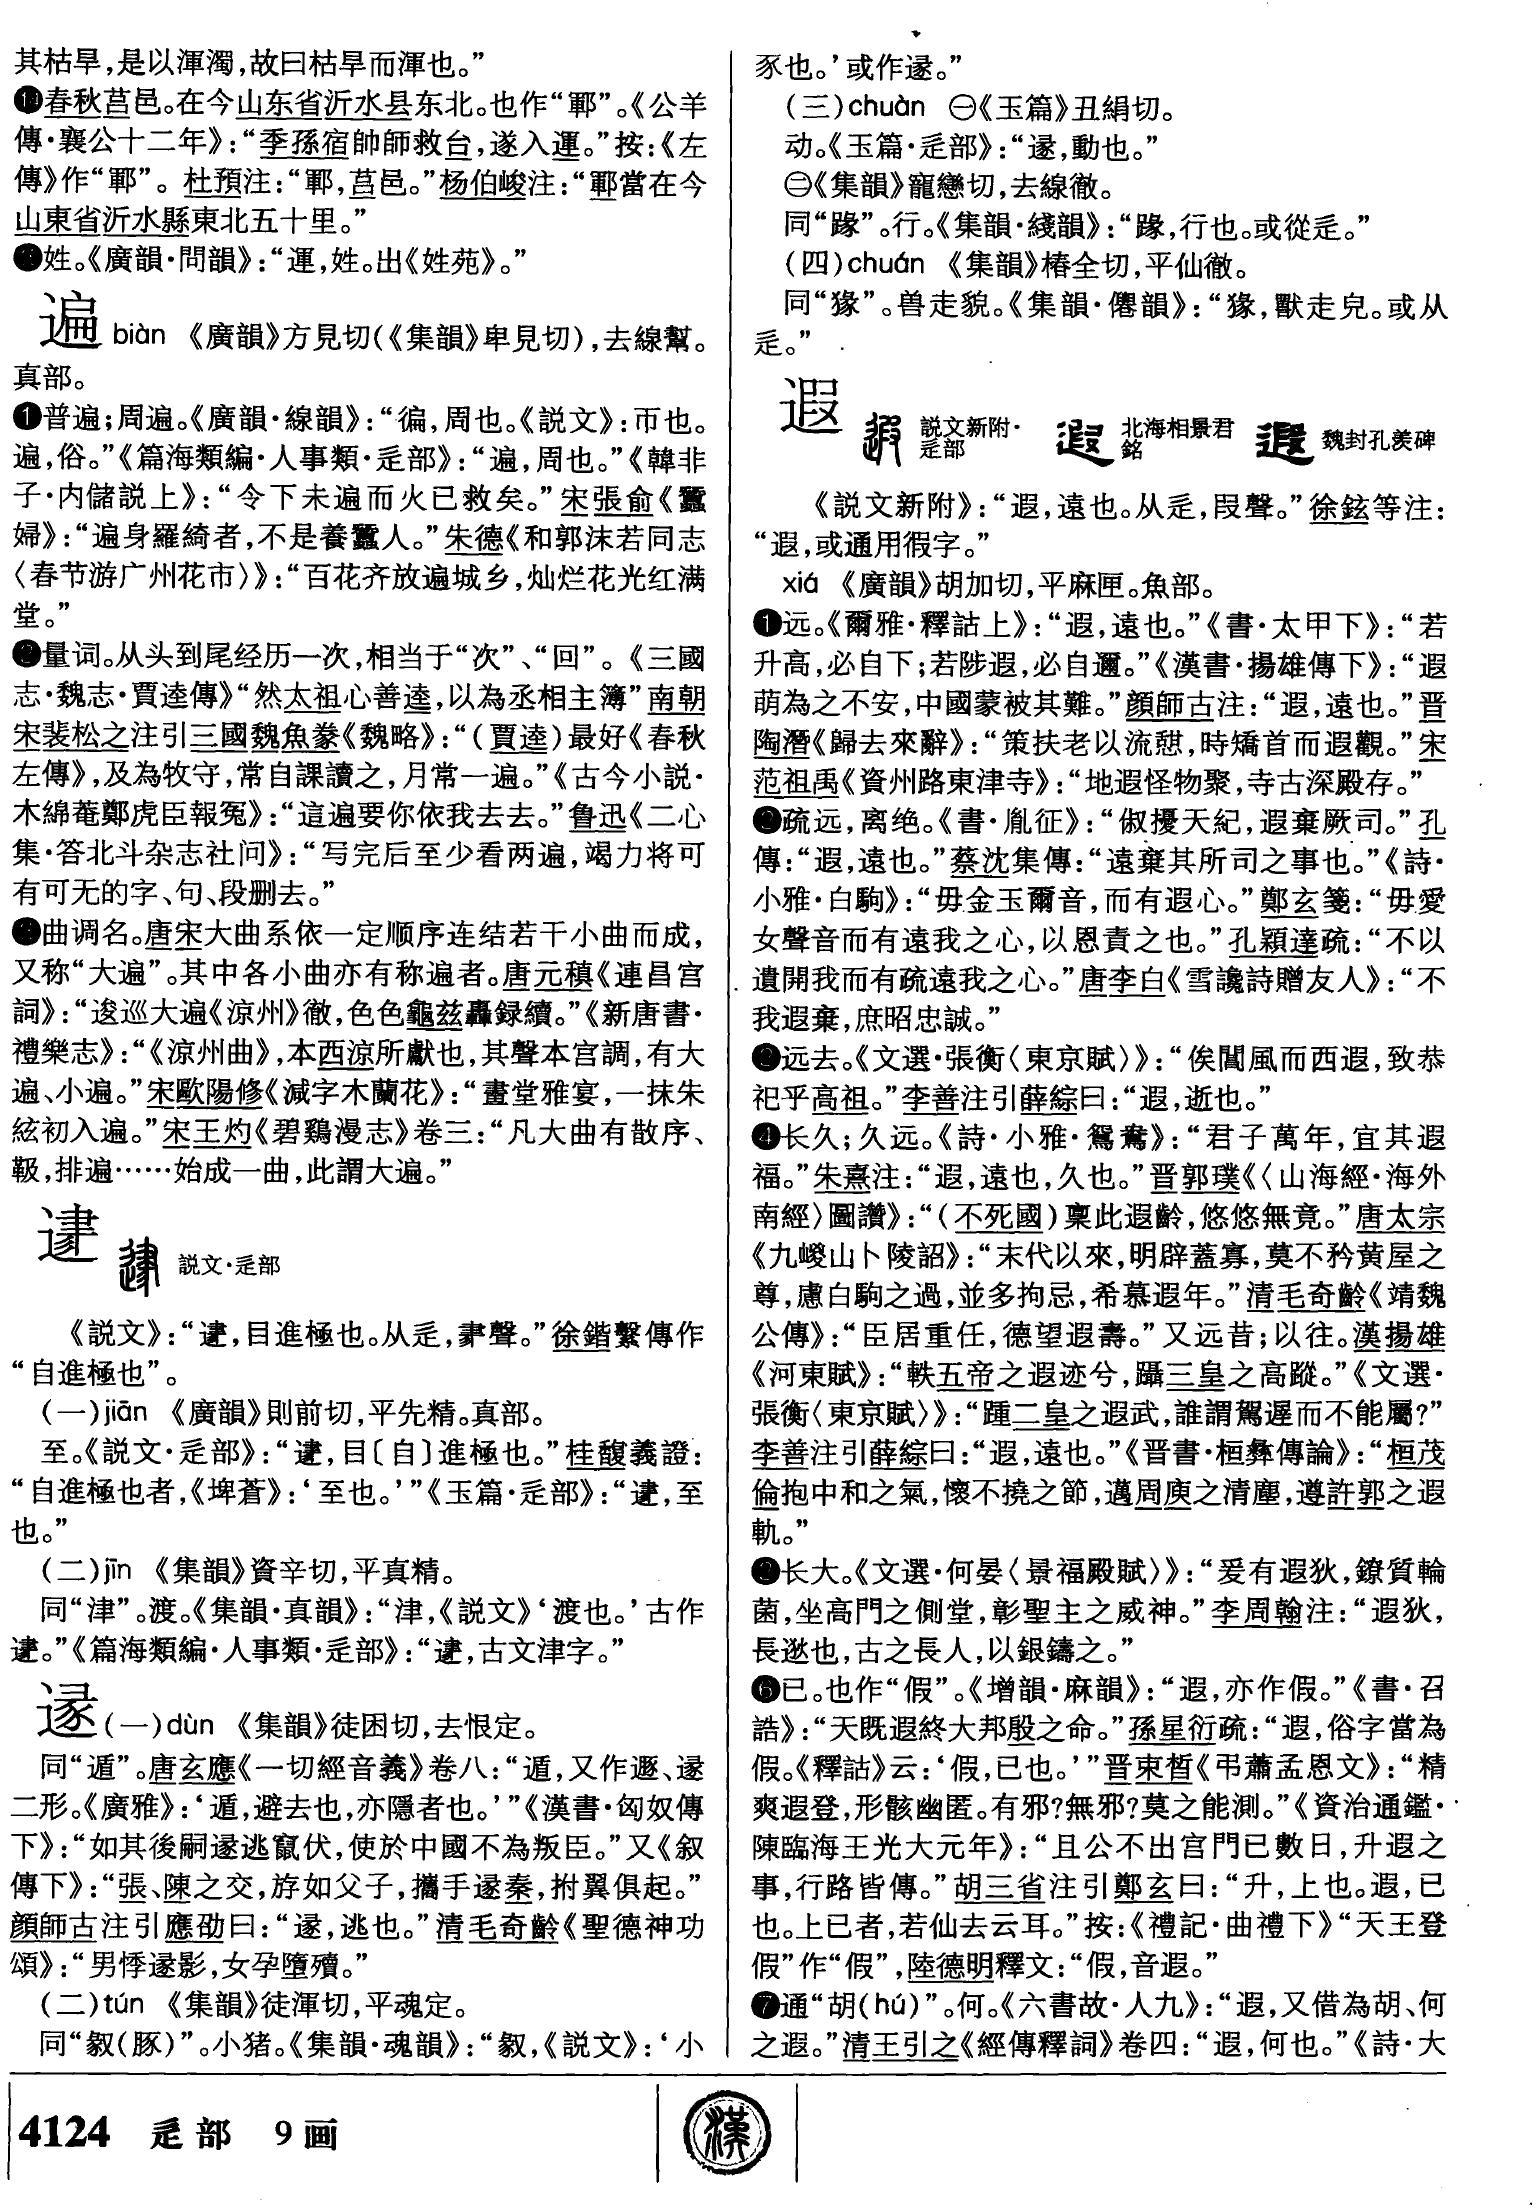 其枯旱,是以渾濁,故曰枯旱而渾也。”
⓮春秋莒邑。在今山东省沂水县东北。也作“鄆”。《公羊
傳·襄公十二年》:“季孫宿帥師救台,遂入運。”按:《左
傳》作“鄆”。杜預注:“鄆,莒邑。”杨伯峻注:“鄆當在今
山東省沂水縣東北五十里。”
姓。《廣韻·問韻》:“運,姓。出《姓苑》。”
遍 biàn 《廣韻》方見切(《集韻》卑見切),去線幫。
真部。
❶普遍;周遍。《廣韻·線韻》:“徧,周也。《説文》:帀也。
遍,俗。”《篇海類編·人事類·辵部》:“遍,周也。”《韓非
子·内儲説上》:“令下未遍而火已救矣。”宋張俞《蠶
婦》:“遍身羅綺者,不是養蠶人。”朱德《和郭沫若同志
〈春节游广州花市〉》:“百花齐放遍城乡,灿烂花光红满
堂。”
❷量词。从头到尾经历一次,相当于“次”、“回”。《三國
志·魏志·賈逵傳》“然太祖心善逵,以為丞相主簿”南朝
宋裴松之注引三國魏魚豢《魏略》:“(賈逵)最好《春秋
左傳》,及為牧守,常自課讀之,月常一遍。”《古今小説·
木綿菴鄭虎臣報冤》:“這遍要你依我去去。”鲁迅《二心
集·答北斗杂志社问》:“写完后至少看两遍,竭力将可
有可无的字、句、段删去。”
❸曲调名。唐宋大曲系依一定顺序连结若干小曲而成,
又称“大遍”。其中各小曲亦有称遍者。唐元稹《連昌宫
詞》:“逡巡大遍《涼州》徹,色色龜兹轟録續。”《新唐書·
禮樂志》:“《涼州曲》,本西涼所獻也,其聲本宫調,有大
遍、小遍。”宋歐陽修《減字木蘭花》:“畫堂雅宴,一抹朱
絃初入遍。”宋王灼《碧鷄漫志》卷三:“凡大曲有散序、
靸,排遍……始成一曲,此謂大遍。”
䢖 説文·辵部
《説文》:“䢖,目進極也。从辵,聲。”徐鍇繫傳作
“自進極也”。
(一)jiān 《廣韻》則前切,平先精。真部。
至。《説文·辵部》:“䢖,目〔自〕進極也。”桂馥義證:
“自進極也者,《埤蒼》:‘至也。’”《玉篇·辵部》:“䢖,至
也。”
(二)jīn 《集韻》資辛切,平真精。
同“津”。渡。《集韻·真韻》:“津,《説文》‘渡也。’古作
䢖。”《篇海類編·人事類·辵部》:“䢖,古文津字。”
遂(一)dùn 《集韻》徒困切,去恨定。
同“遁”。唐玄應《一切經音義》卷八:“遁,又作遯、遂
二形。《廣雅》:‘遁,避去也,亦隱者也。’”《漢書·匈奴傳
下》:“如其後嗣遂逃竄伏,使於中國不為叛臣。”又《叙
傳下》:“張、陳之交,斿如父子,攜手遂秦,拊翼俱起。”
顔師古注引應劭曰:“遂,逃也。”清毛奇齡《聖德神功
頌》:“男悸遂影,女孕墮殰。”
(二)tún 《集韻》徒渾切,平魂定。
同“㲋(豚)”。小猪。《集韻·魂韻》:“,《説文》:‘小
豕也。’或作遂。”
(三)chuàn ㊀《玉篇》丑絹切。
动。《玉篇·辵部》:“遂,動也。”
㊁《集韻》寵戀切,去線徹。
同“䠼”。行。《集韻·綫韻》:“䠼,行也。或從辵。”
(四)chuán 《集韻》椿全切,平仙徹。
同“猭”。兽走貌。《集韻·僊韻》:“猭,獸走皃。或从
辵。”
遐 説文新附·辵部 北海相景君銘 魏封孔羨碑
《説文新附》:“遐,遠也。从辵,叚聲。”徐鉉等注:
“遐,或通用徦字。”
xiá 《廣韻》胡加切,平麻匣。魚部。
❶远。《爾雅·釋詁上》:“遐,遠也。”《書·太甲下》:“若
升高,必自下;若陟遐,必自邇。”《漢書·揚雄傳下》:“遐
萌為之不安,中國蒙被其難。”顔師古注:“遐,遠也。”晋
陶潛《歸去來辭》:“策扶老以流憇,時矯首而遐觀。”宋
范祖禹《資州路東津寺》:“地遐怪物聚,寺古深殿存。”
❷疏远,离绝。《書·胤征》:“俶擾天紀,遐棄厥司。”孔
傳:“遐,遠也。”蔡沈集傳:“遠棄其所司之事也。”《詩·
小雅·白駒》:“毋金玉爾音,而有遐心。”鄭玄箋:“毋愛
女聲音而有遠我之心,以恩責之也。”孔穎達疏:“不以
遺開我而有疏遠我之心。”唐李白《雪讒詩贈友人》:“不
我遐棄,庶昭忠誠。”
❸远去。《文選·張衡〈東京賦〉》:“俟閶風而西遐,致恭
祀乎高祖。”李善注引薛綜曰:“遐,逝也。”
❹长久;久远。《詩·小雅·鴛鴦》:“君子萬年,宜其遐
福。”朱熹注:“遐,遠也,久也。”晋郭璞《〈山海經·海外
南經〉圖讚》:“(不死國)稟此遐齡,悠悠無竟。”唐太宗
《九嵕山卜陵詔》:“末代以來,明辟蓋寡,莫不矜黄屋之
尊,慮白駒之過,並多拘忌,希慕遐年。”清毛奇齡《靖魏
公傳》:“臣居重任,德望遐壽。”又远昔;以往。漢揚雄
《河東賦》:“軼五帝之遐迹兮,躡三皇之高蹤。”《文選·
張衡〈東京賦〉》:“踵二皇之遐武,誰謂駕遲而不能屬?”
李善注引薛綜曰:“遐,遠也。”《晋書·桓彝傳論》:“桓茂
倫抱中和之氣,懷不撓之節,邁周庾之清塵,遵許郭之遐
軌。”
❺长大。《文選·何晏〈景福殿賦〉》:“爰有遐狄,鐐質輪
菌,坐高門之側堂,彰聖主之威神。”李周翰注:“遐狄,
長逖也,古之長人,以銀鑄之。”
❻已。也作“假”。《增韻·麻韻》:“遐,亦作假。”《書·召
誥》:“天既遐終大邦殷之命。”孫星衍疏:“遐,俗字當為
假。《釋詁》云:‘假,已也。’”晋束皙《弔蕭孟恩文》:“精
爽遐登,形骸幽匿。有邪?無邪?莫之能測。”《資治通鑑·
陳臨海王光大元年》:“且公不出宫門已數日,升遐之
事,行路皆傳。”胡三省注引鄭玄曰:“升,上也。遐,已
也。上已者,若仙去云耳。”按:《禮記·曲禮下》“天王登
假”作“假”,陸德明釋文:“假,音遐。”
❼通“胡(hú)”。何。《六書故·人九》:“遐,又借為胡、何
之遐。”清王引之《經傳釋詞》卷四:“遐,何也。”《詩·大
4124 辵部 9画
漢